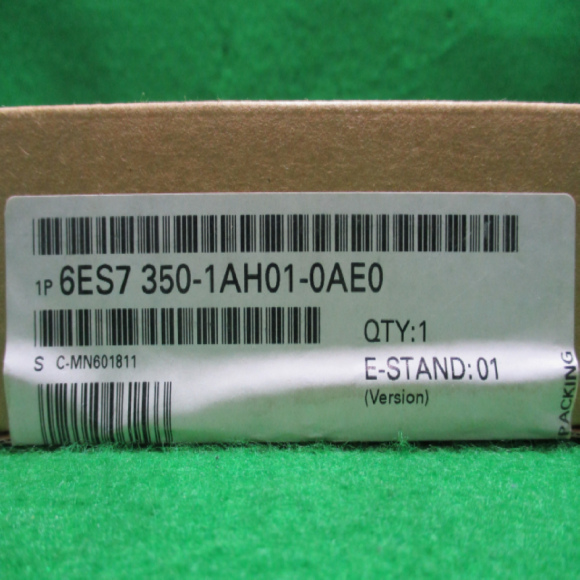 1P 6ES7 350-1AH01-0AE0
QTY:1
S C-MN601811
E-STAND:01
(Version)
PACKING